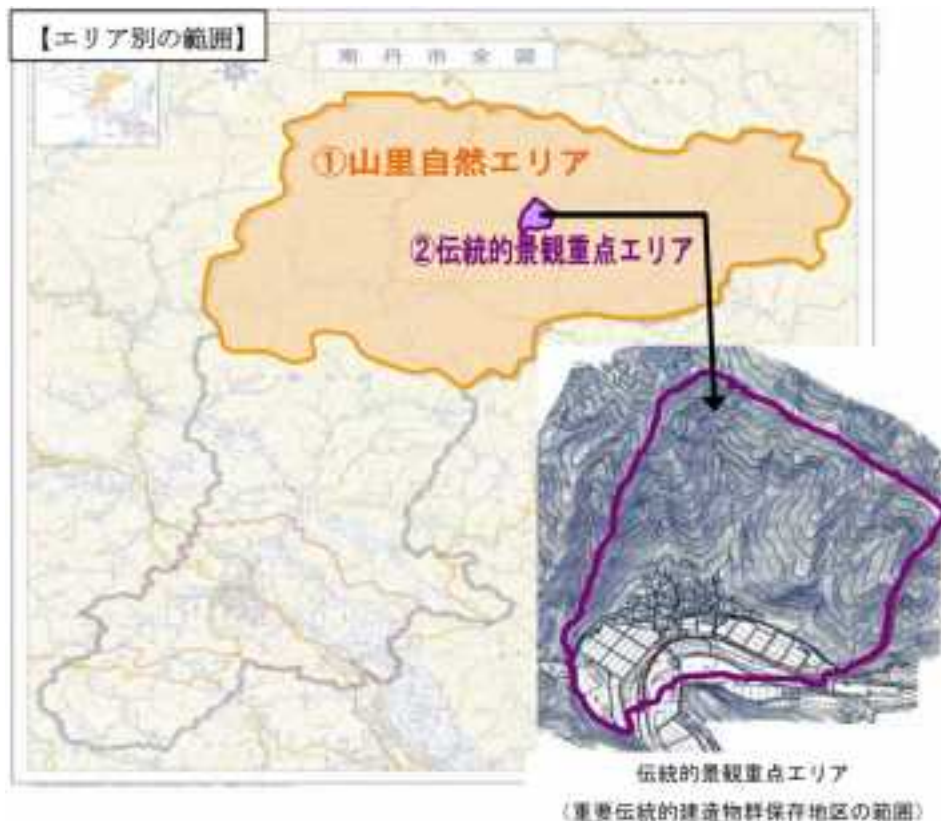 【エリア別の範囲】
南丹市全図
①山里自然エリア
②伝統的景観重点エリア
伝統的景観重点エリア
（重要伝統的建造物群保存地区の範囲）